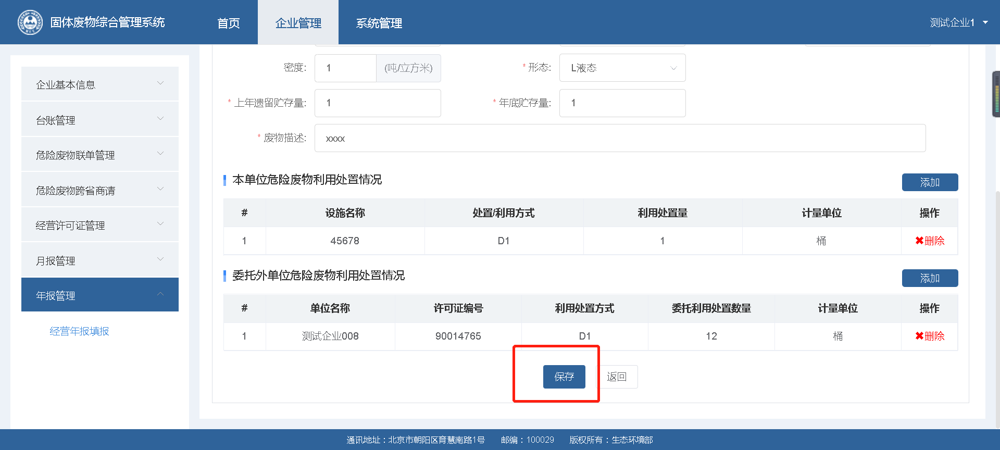 固体废物综合管理系统 首页 企业管理 系统管理 测试企业1
企业基本信息
台账管理
危险废物联单管理
危险废物跨省商请
经营许可证管理
月报管理
年报管理
经营年报填报
密度: 1 (吨/立方米) * 形态: L液态
* 上年遗留贮存量: 1 * 年底贮存量: 1
* 废物描述: xxxx
本单位危险废物利用处置情况 添加
# 设施名称 处置/利用方式 利用处置量 计量单位 操作
1 45678 D1 1 桶 ✖删除
委托外单位危险废物利用处置情况 添加
# 单位名称 许可证编号 利用处置方式 委托利用处置数量 计量单位 操作
1 测试企业008 90014765 D1 12 桶 ✖删除
保存 返回
通讯地址：北京市朝阳区育慧南路1号 邮编：100029 版权所有：生态环境部